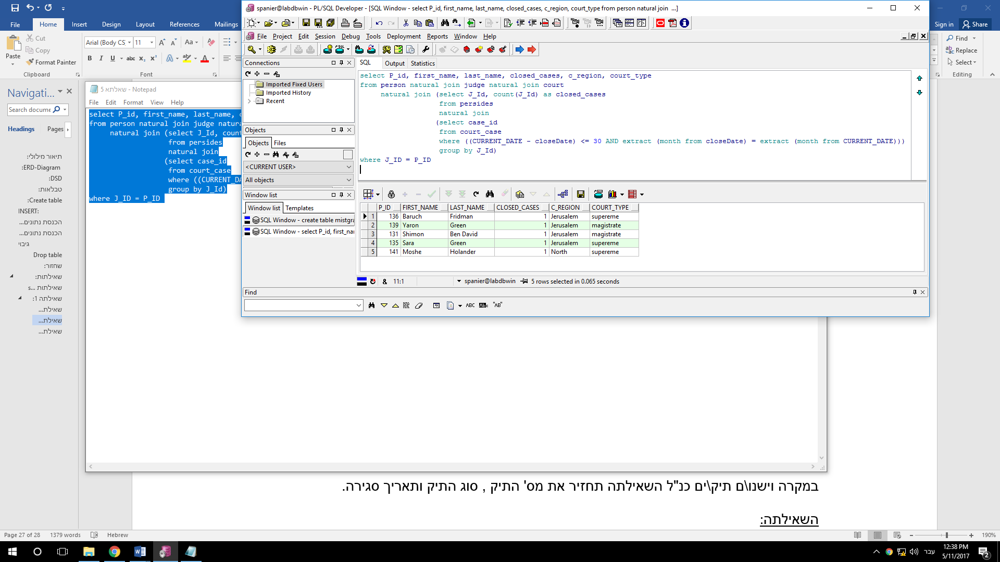 spanier@labdbwin - PL/SQL Developer - [SQL Window - select P_id, first_name, last_name, closed_cases, c_region, court_type from person natural join ...]
File Home Insert Design Layout References Mailings
Sign in Share
File Project Edit Session Debug Tools Deployment Reports Window Help
Paste
Cut
Copy
Format Painter
Clipboard
Arial (Body CS) 11
Font
Find
Replace
Select
Editing
Navigati...
Search docume
Headings Pages
תיאור מילולי:
ERD-Diagram:
DSD:
טבלאות:
Create table:
INSERT:
הכנסת נתונים...
הכנסת נתונים...
גיבוי
Drop table
שחזור:
שאילתות:
שאילתות s...
שאילתה 1:
שאילת...
שאילת...
שאילת...
שאלתא 5 - Notepad
File Edit Format View Help
select P_id, first_name, last_name, c
from person natural join judge natura
natural join (select J_Id, count
from persides
natural join
(select case_id
from court_case
where ((CURRENT_DA
group by J_Id)
where J_ID = P_ID
Connections
Imported Fixed Users
Imported History
Recent
Objects
Objects Files
<CURRENT USER>
All objects
Window list
Window list Templates
SQL Window - create table mistgra
SQL Window - select P_id, first_nar
SQL Output Statistics
select P_id, first_name, last_name, closed_cases, c_region, court_type
from person natural join judge natural join court
natural join (select J_Id, count(J_Id) as closed_cases
from persides
natural join
(select case_id
from court_case
where ((CURRENT_DATE - closeDate) <= 30 AND extract (month from closeDate) = extract (month from CURRENT_DATE)))
group by J_Id)
where J_ID = P_ID
P_ID FIRST_NAME LAST_NAME CLOSED_CASES C_REGION COURT_TYPE
1 136 Baruch Fridman 1 Jerusalem supereme
2 139 Yaron Green 1 Jerusalem magistrate
3 131 Shimon Ben David 1 Jerusalem magistrate
4 135 Sara Green 1 Jerusalem supereme
5 141 Moshe Holander 1 North supereme
& 11:1 spanier@labdbwin 5 rows selected in 0.065 seconds
Find
ABC "AB"
במקרה וישנו\ם תיק\ים כנ"ל השאילתה תחזיר את מס' התיק , סוג התיק ותאריך סגירה.
השאילתה:
Page 27 of 28 1379 words Hebrew 190%
עבר
12:38 PM
5/11/2017
2